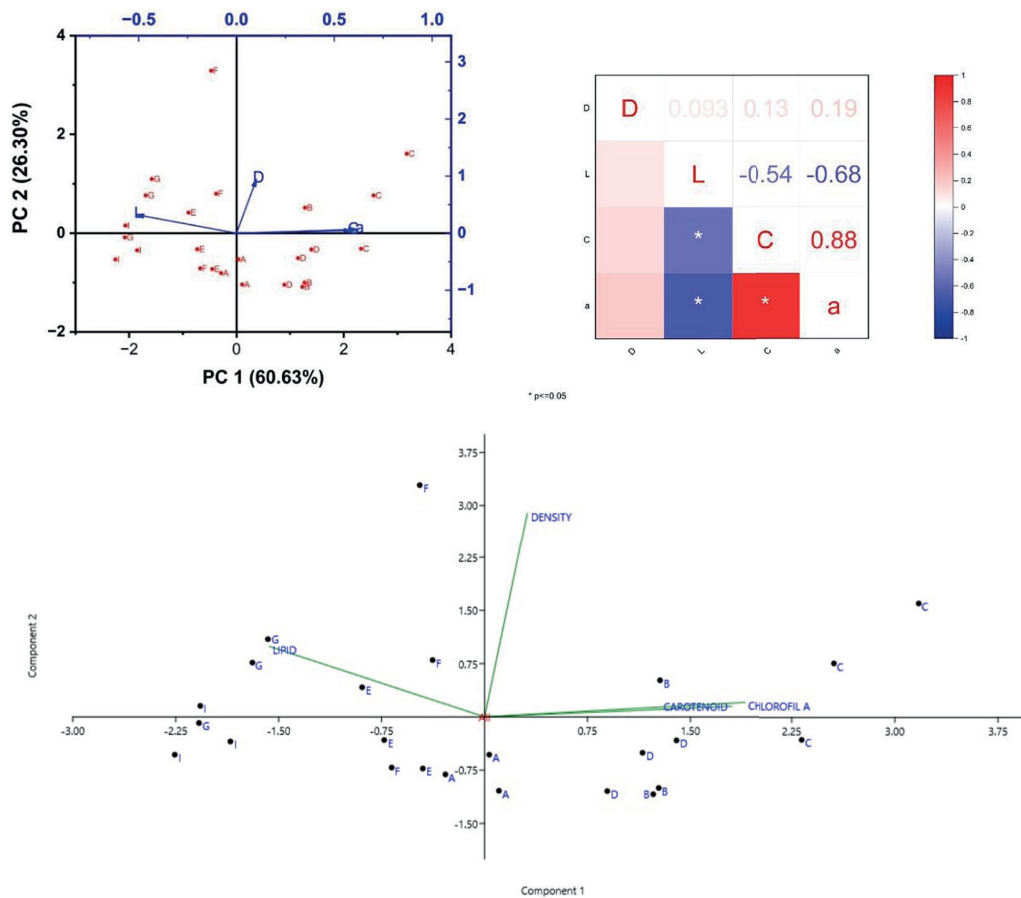 −0.5 0.0 0.5 1.0
4
2
0
−2
3
2
1
0
−1
PC 2 (26.30%)
F
C
G
G
C
F
B
E
D
L
Ca
I
G
I
I
E
F
E
A
A
A
D
D
C
D
B
B
−2 0 2 4
PC 1 (60.63%)
D D 0.093 0.13 0.19
L L -0.54 -0.68
C * C 0.88
a * * a
D L C a
1
0.8
0.6
0.4
0.2
0
-0.2
-0.4
-0.6
-0.8
-1
* p<=0.05
3.75
F
3.00
DENSITY
2.25
Component 2
1.50
C
G
LIPID
G
0.75
F
C
B
E
I
CAROTENOID CHLOROFIL A
-3.00 -2.25 -1.50 -0.75 0.75 1.50 2.25 3.00 3.75
G
I
I
E
D
C
A
D
F
E
-0.75
A
A
D
B
B
-1.50
Component 1